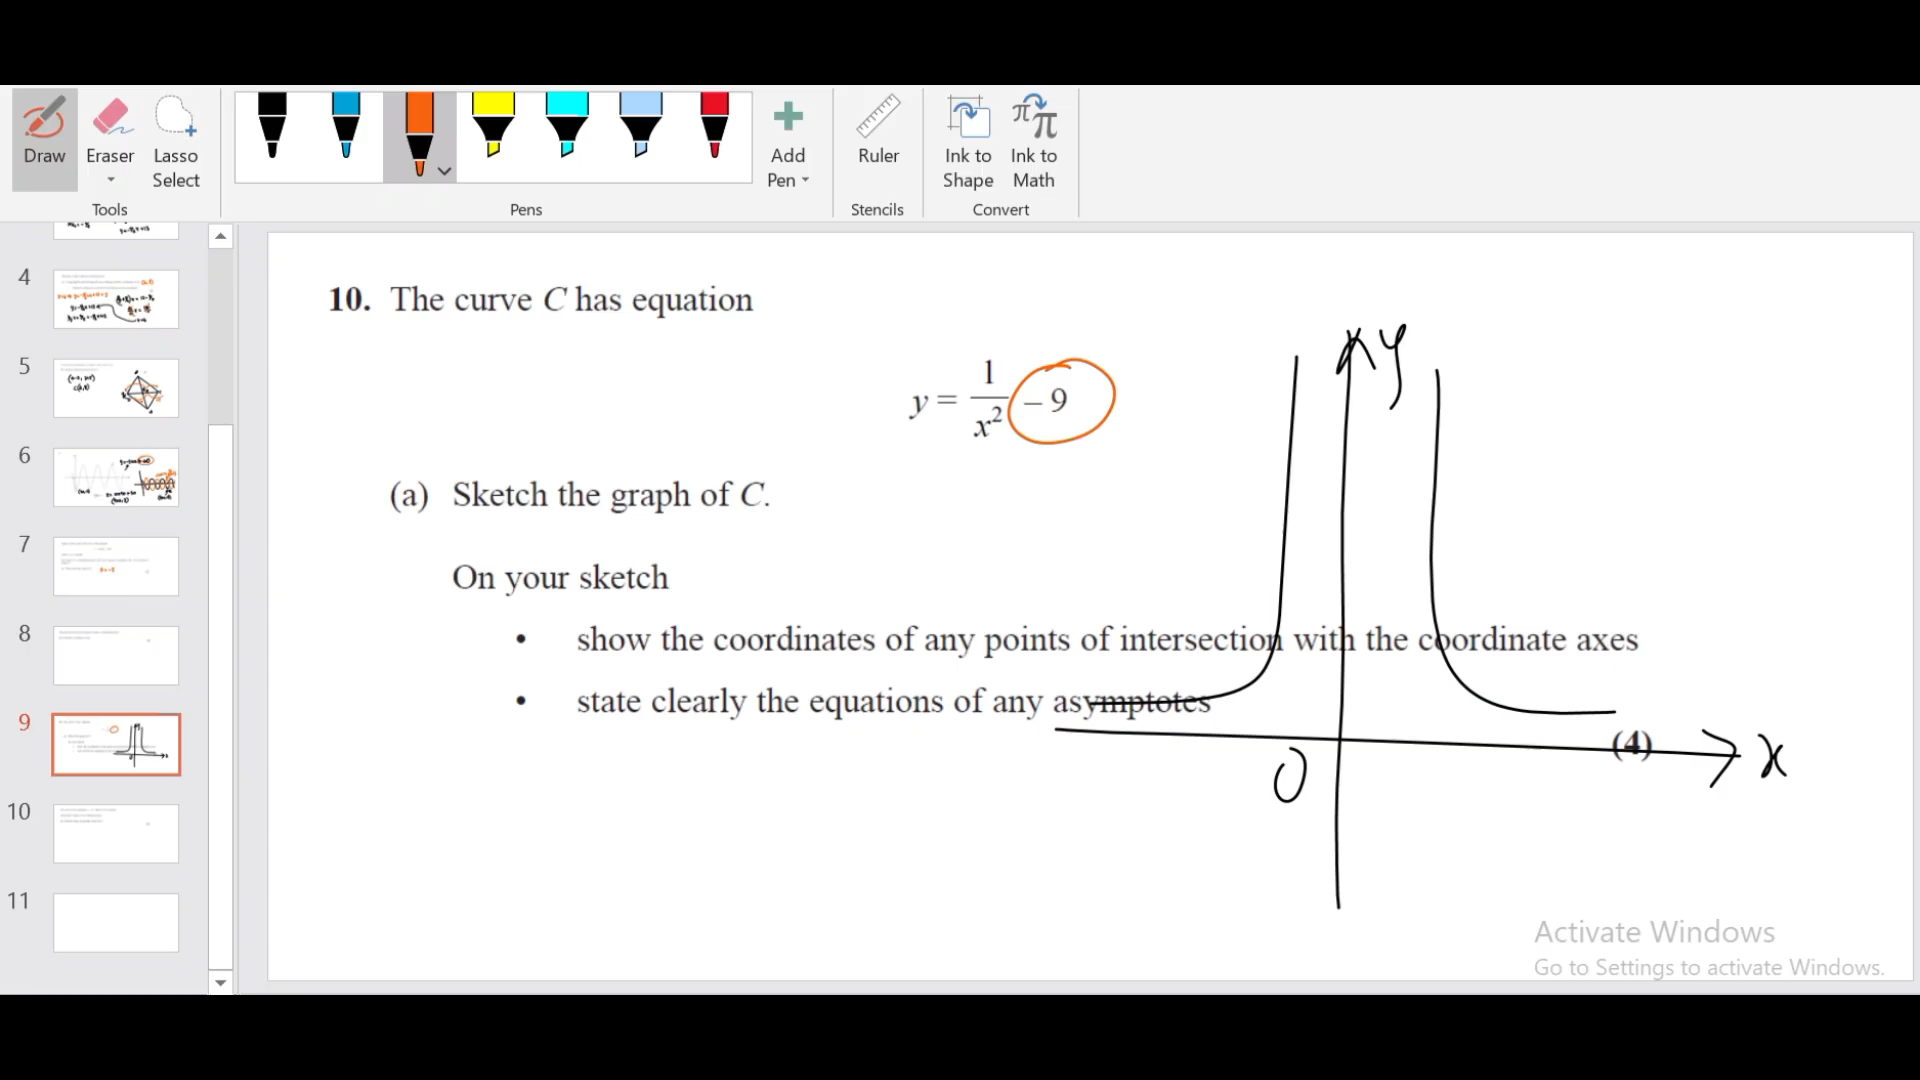 Draw
Eraser
Lasso
Select
Tools
Pens
Add
Pen
Ruler
Stencils
Ink to
Shape
Ink to
Math
Convert
4
5
6
7
8
9
10
11
10. The curve C has equation
y = 1/x² – 9
y
(a) Sketch the graph of C.
On your sketch
• show the coordinates of any points of intersection with the coordinate axes
• state clearly the equations of any asymptotes
(4)
O
x
Activate Windows
Go to Settings to activate Windows.